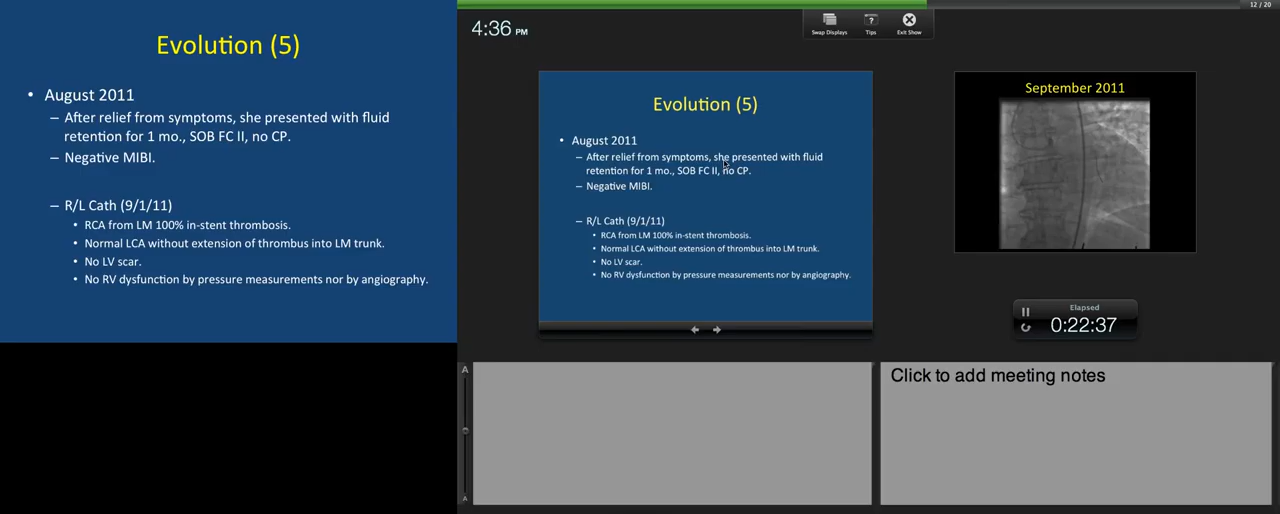 Evolution (5)
• August 2011
– After relief from symptoms, she presented with fluid
retention for 1 mo., SOB FC II, no CP.
– Negative MIBI.
– R/L Cath (9/1/11)
• RCA from LM 100% in-stent thrombosis.
• Normal LCA without extension of thrombus into LM trunk.
• No LV scar.
• No RV dysfunction by pressure measurements nor by angiography.
12 / 20
4:36 PM
Swap Displays
Tips
Exit Show
Evolution (5)
• August 2011
– After relief from symptoms, she presented with fluid
retention for 1 mo., SOB FC II, no CP.
– Negative MIBI.
– R/L Cath (9/1/11)
• RCA from LM 100% in-stent thrombosis.
• Normal LCA without extension of thrombus into LM trunk.
• No LV scar.
• No RV dysfunction by pressure measurements nor by angiography.
September 2011
Elapsed
0:22:37
A
A
Click to add meeting notes